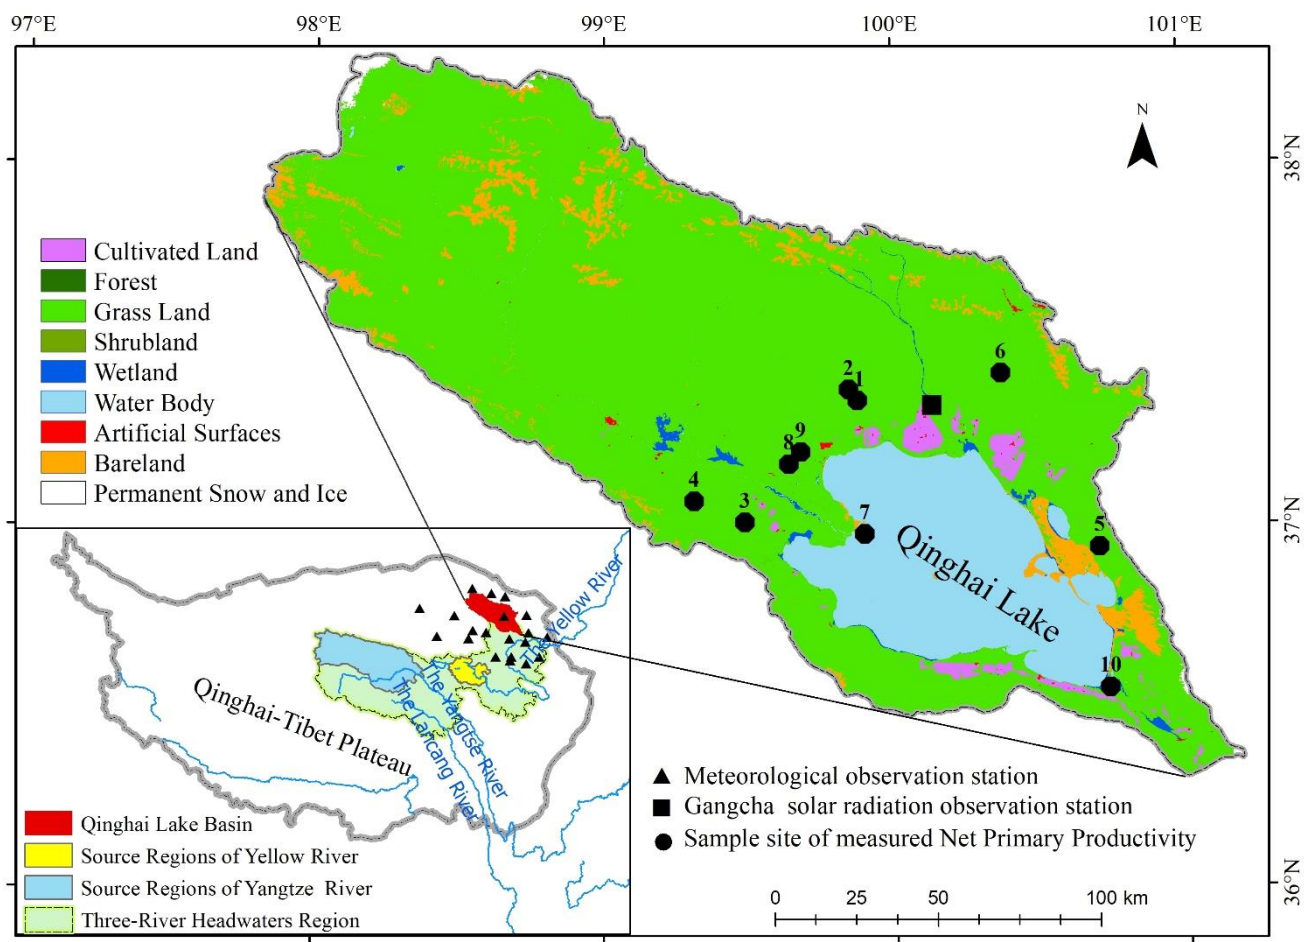 97°E 98°E 99°E 100°E 101°E
N
38°N
37°N
36°N
Cultivated Land
Forest
Grass Land
Shrubland
Wetland
Water Body
Artificial Surfaces
Bareland
Permanent Snow and Ice
6
2
1
9
8
4
3
7
5
10
Qinghai Lake
The Yellow River
The Yangtse River
The Lancang River
Qinghai-Tibet Plateau
Qinghai Lake Basin
Source Regions of Yellow River
Source Regions of Yangtze River
Three-River Headwaters Region
Meteorological observation station
Gangcha solar radiation observation station
Sample site of measured Net Primary Productivity
0 25 50 100 km